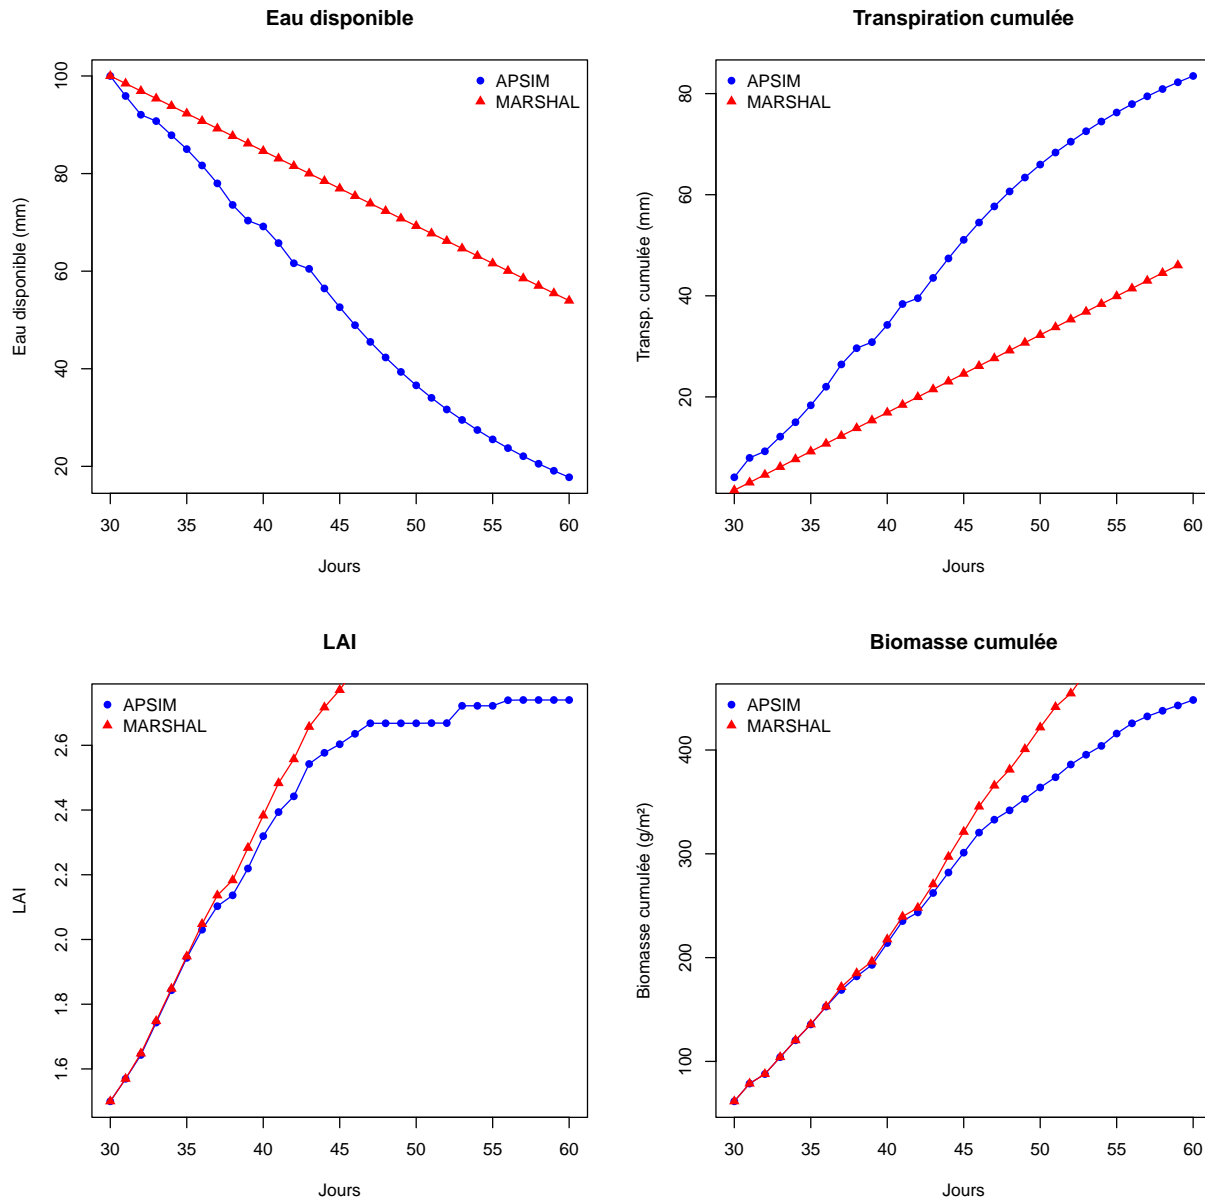 Eau disponible
Eau disponible (mm)
100
80
60
40
20
APSIM
MARSHAL
30 35 40 45 50 55 60
Jours
Transpiration cumulée
Transp. cumulée (mm)
80
60
40
20
APSIM
MARSHAL
30 35 40 45 50 55 60
Jours
LAI
LAI
2.6
2.4
2.2
2.0
1.8
1.6
APSIM
MARSHAL
30 35 40 45 50 55 60
Jours
Biomasse cumulée
Biomasse cumulée (g/m²)
400
300
200
100
APSIM
MARSHAL
30 35 40 45 50 55 60
Jours